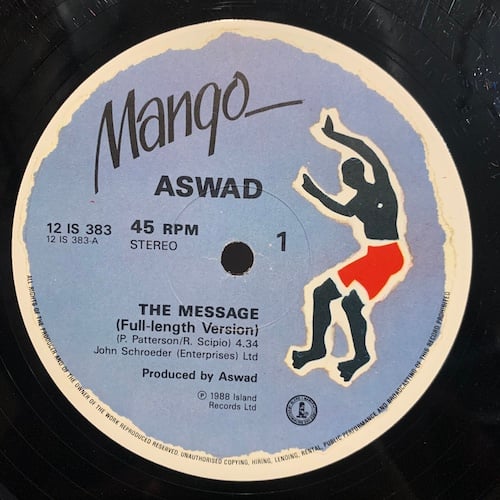 Mango
ASWAD
12 IS 383 45 RPM 1
12 IS 383-A STEREO
THE MESSAGE
(Full-length Version)
(P. Patterson/R. Scipio) 4.34
John Schroeder (Enterprises) Ltd
Produced by Aswad
℗ 1988 Island
Records Ltd
ALL RIGHTS OF THE PRODUCER AND OF THE OWNER OF THE WORK REPRODUCED RESERVED. UNAUTHORISED COPYING, HIRING, LENDING, RENTAL, PUBLIC PERFORMANCE AND BROADCASTING OF THIS RECORD PROHIBITED